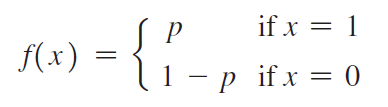 f(x) = { p if x = 1
1 − p if x = 0